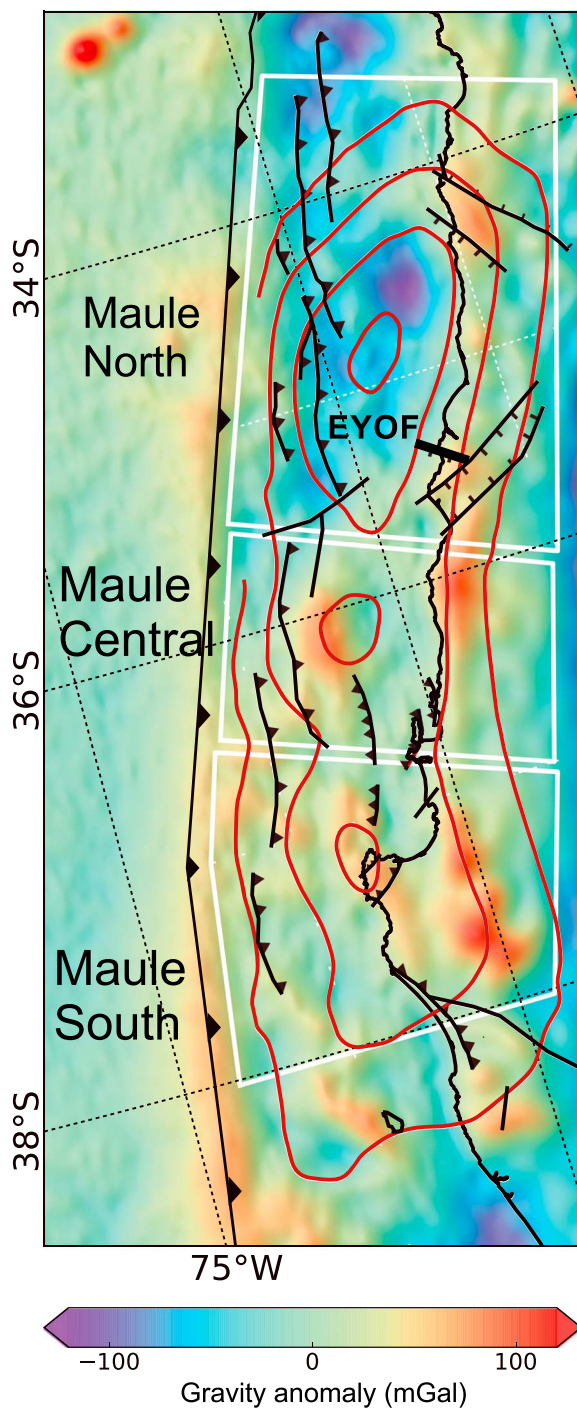 34°S
Maule
North
EYOF
Maule
Central
36°S
Maule
South
38°S
75°W
−100 0 100
Gravity anomaly (mGal)